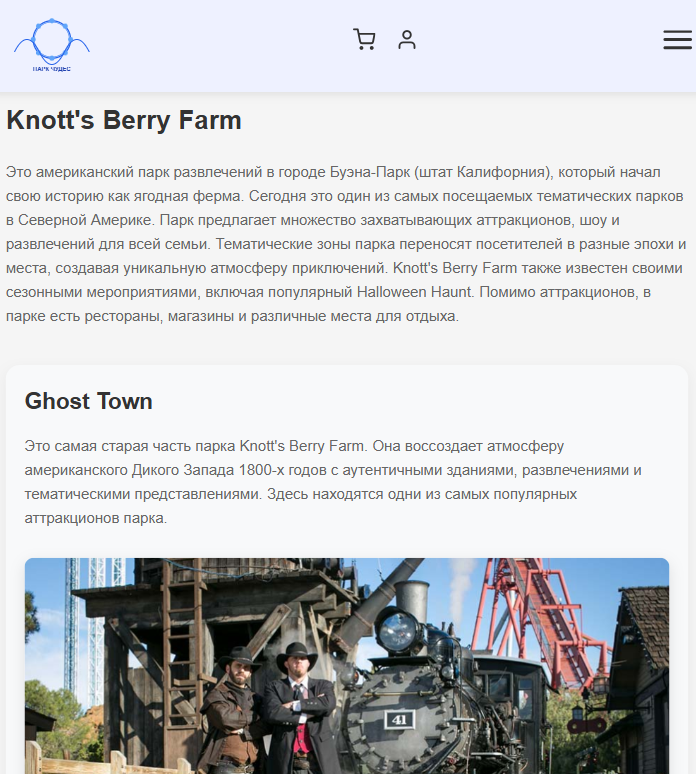 ПАРК ЧУДЕС
Knott's Berry Farm
Это американский парк развлечений в городе Буэна-Парк (штат Калифорния), который начал
свою историю как ягодная ферма. Сегодня это один из самых посещаемых тематических парков
в Северной Америке. Парк предлагает множество захватывающих аттракционов, шоу и
развлечений для всей семьи. Тематические зоны парка переносят посетителей в разные эпохи и
места, создавая уникальную атмосферу приключений. Knott's Berry Farm также известен своими
сезонными мероприятиями, включая популярный Halloween Haunt. Помимо аттракционов, в
парке есть рестораны, магазины и различные места для отдыха.
Ghost Town
Это самая старая часть парка Knott's Berry Farm. Она воссоздает атмосферу
американского Дикого Запада 1800-х годов с аутентичными зданиями, развлечениями и
тематическими представлениями. Здесь находятся одни из самых популярных
аттракционов парка.
41